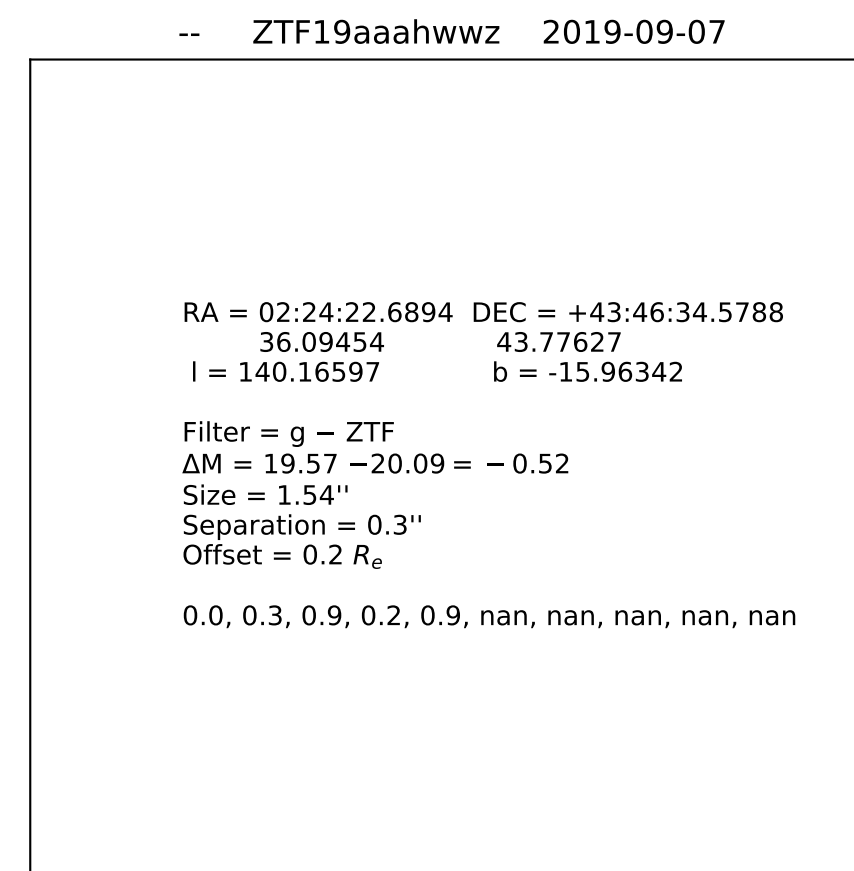 -- ZTF19aaahwwz 2019-09-07
RA = 02:24:22.6894 DEC = +43:46:34.5788
36.09454 43.77627
l = 140.16597 b = -15.96342
Filter = g − ZTF
ΔM = 19.57 −20.09 = − 0.52
Size = 1.54''
Separation = 0.3''
Offset = 0.2 Re
0.0, 0.3, 0.9, 0.2, 0.9, nan, nan, nan, nan, nan